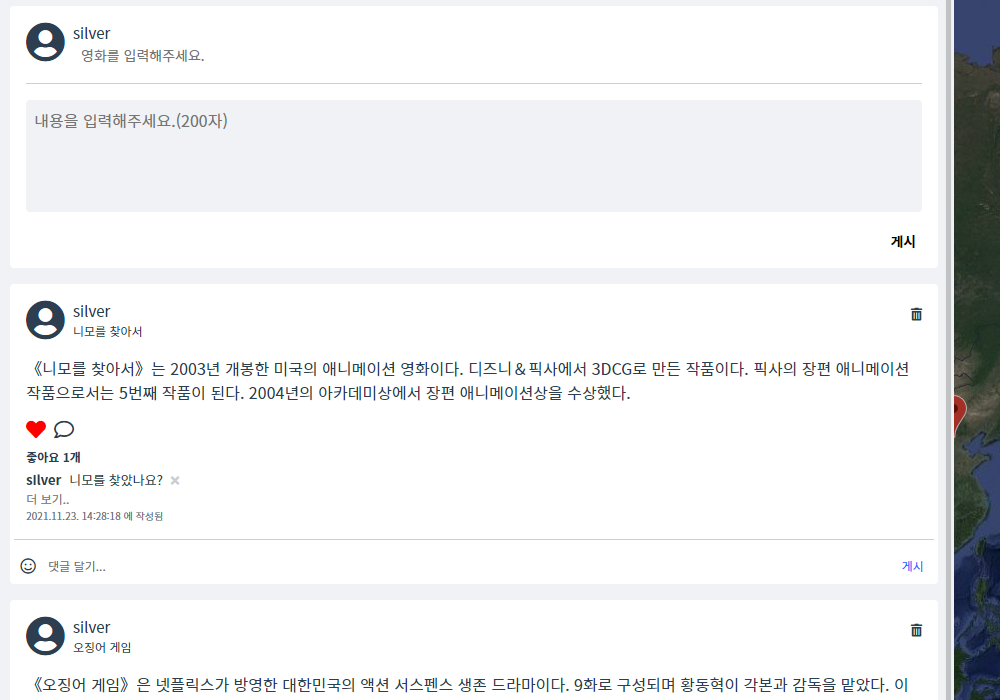 silver
영화를 입력해주세요.
내용을 입력해주세요.(200자)
게시
silver
니모를 찾아서
《니모를 찾아서》는 2003년 개봉한 미국의 애니메이션 영화이다. 디즈니＆픽사에서 3DCG로 만든 작품이다. 픽사의 장편 애니메이션
작품으로서는 5번째 작품이 된다. 2004년의 아카데미상에서 장편 애니메이션상을 수상했다.
좋아요 1개
silver 니모를 찾았나요? ×
더 보기..
2021.11.23. 14:28:18 에 작성됨
댓글 달기...
게시
silver
오징어 게임
《오징어 게임》은 넷플릭스가 방영한 대한민국의 액션 서스펜스 생존 드라마이다. 9화로 구성되며 황동혁이 각본과 감독을 맡았다. 이